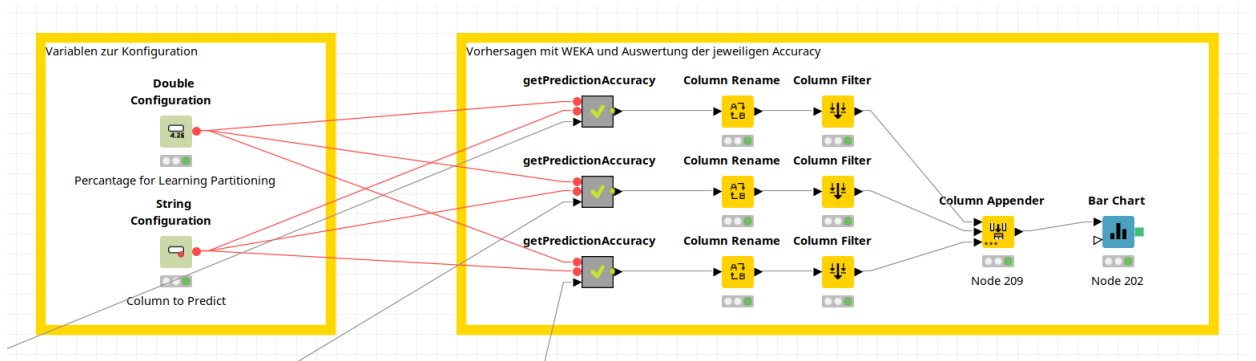 Variablen zur Konfiguration
Double
Configuration
4.26
Percantage for Learning Partitioning
String
Configuration
Column to Predict
Vorhersagen mit WEKA und Auswertung der jeweiligen Accuracy
getPredictionAccuracy Column Rename Column Filter
getPredictionAccuracy Column Rename Column Filter
getPredictionAccuracy Column Rename Column Filter
Column Appender Bar Chart
Node 209 Node 202